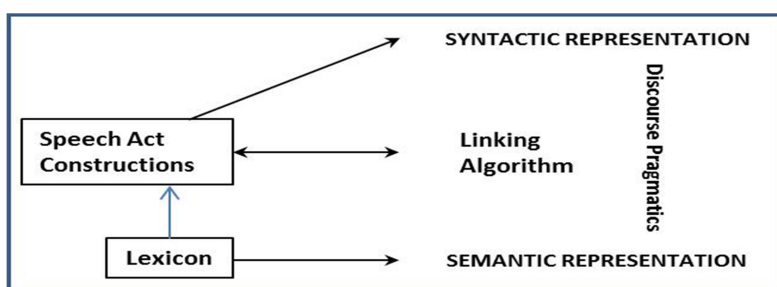 SYNTACTIC REPRESENTATION
Speech Act
Constructions
Linking
Algorithm
Discourse Pragmatics
Lexicon
SEMANTIC REPRESENTATION